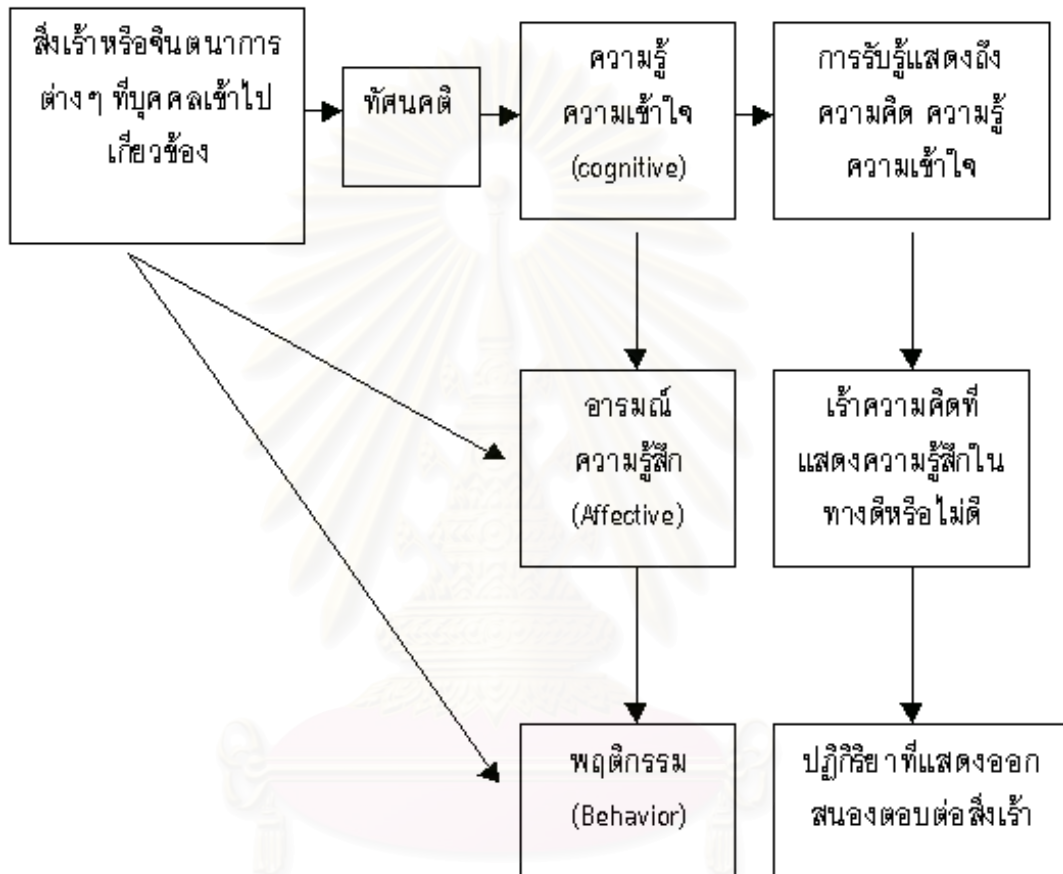 สิ่งเร้าหรือจินตนาการ
ต่างๆ ที่บุคคลเข้าไป
เกี่ยวข้อง
ทัศนคติ
ความรู้
ความเข้าใจ
(cognitive)
การรับรู้แสดงถึง
ความคิด ความรู้
ความเข้าใจ
อารมณ์
ความรู้สึก
(Affective)
เร้าความคิดที่
แสดงความรู้สึกใน
ทางดีหรือไม่ดี
พฤติกรรม
(Behavior)
ปฏิกิริยาที่แสดงออก
สนองตอบต่อสิ่งเร้า